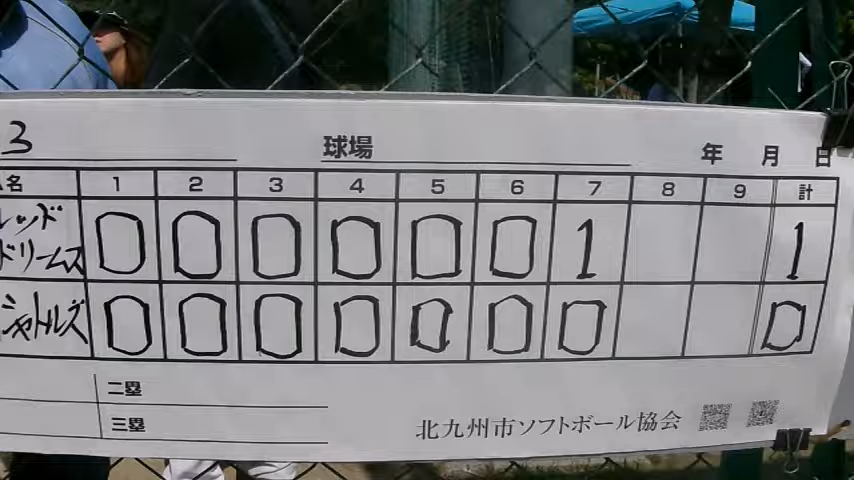 3 球場 年 月 日
名 1 2 3 4 5 6 7 8 9 計
レッドドリームス 0 0 0 0 0 0 1 1
シャトルズ 0 0 0 0 0 0 0 0
二塁
三塁
北九州市ソフトボール協会